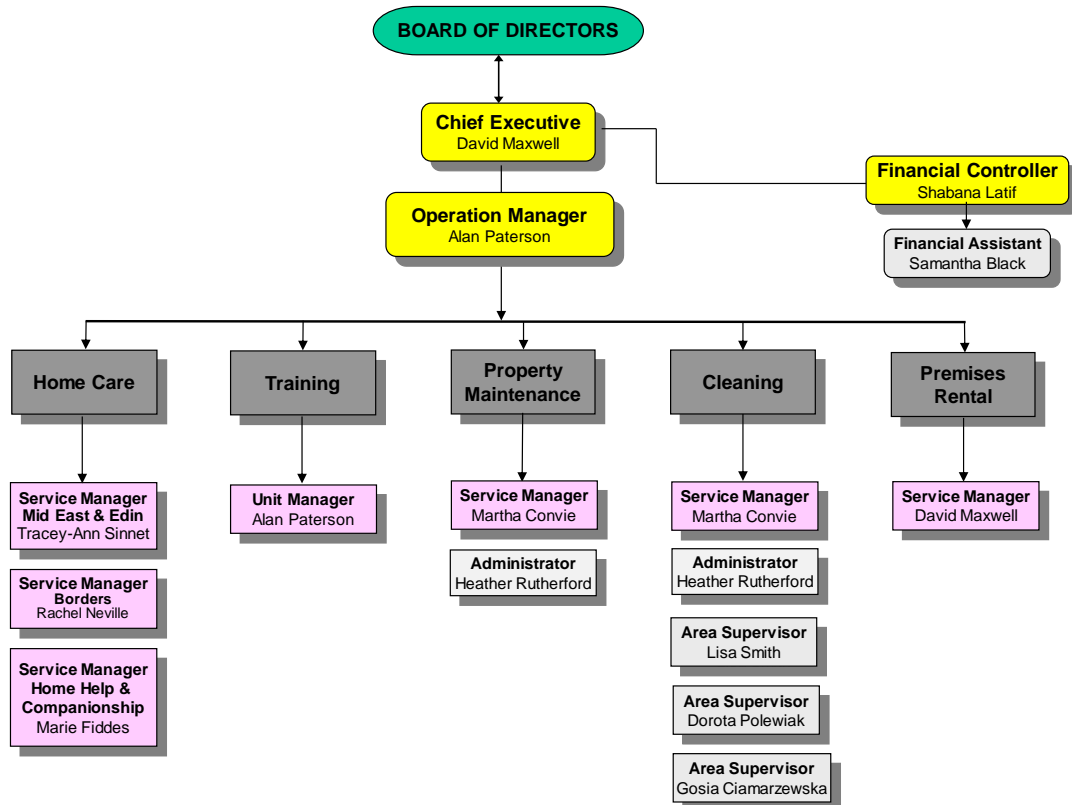 BOARD OF DIRECTORS
Chief Executive
David Maxwell
Financial Controller
Shabana Latif
Operation Manager
Alan Paterson
Financial Assistant
Samantha Black
Home Care
Training
Property
Maintenance
Cleaning
Premises
Rental
Service Manager
Mid East & Edin
Tracey-Ann Sinnet
Service Manager
Borders
Rachel Neville
Service Manager
Home Help &
Companionship
Marie Fiddes
Unit Manager
Alan Paterson
Service Manager
Martha Convie
Administrator
Heather Rutherford
Service Manager
Martha Convie
Administrator
Heather Rutherford
Area Supervisor
Lisa Smith
Area Supervisor
Dorota Polewiak
Area Supervisor
Gosia Ciamarzewska
Service Manager
David Maxwell